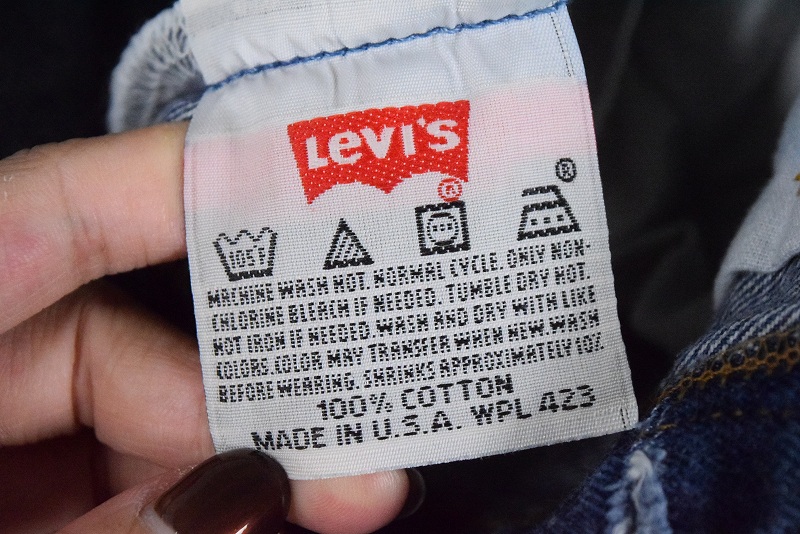 Levi's
®
®
105F
MACHINE WASH HOT. NORMAL CYCLE. ONLY NON-
CHLORINE BLEACH IF NEEDED. TUMBLE DRY HOT.
HOT IRON IF NEEDED. WASH AND DRY WITH LIKE
COLORS. COLOR MAY TRANSFER WHEN NEW. WASH
BEFORE WEARING. SHRINKS APPROXIMATELY 10%.
100% COTTON
MADE IN U.S.A. WPL 423